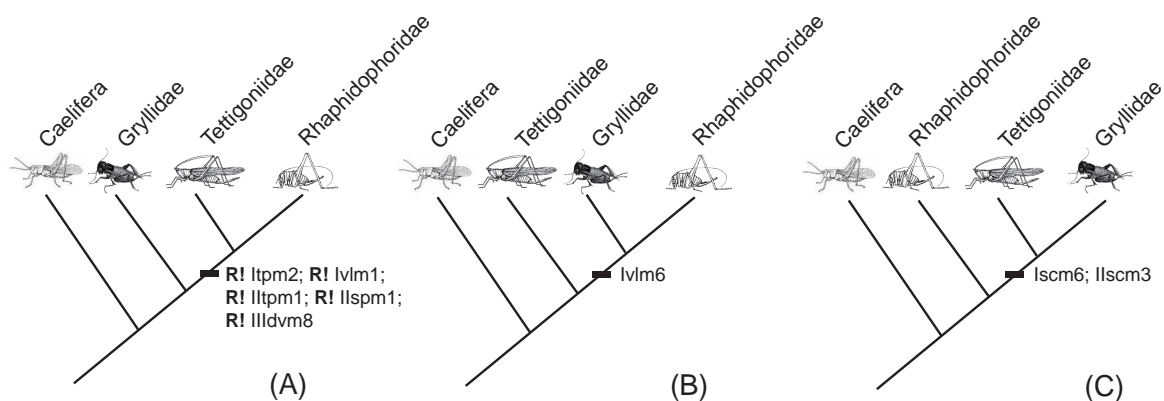 Caelifera
Gryllidae
Tettigoniidae
Rhaphidophoridae
R! Itpm2; R! Ivlm1;
R! IItpm1; R! IIspm1;
R! IIIdvm8
(A)
Caelifera
Tettigoniidae
Gryllidae
Rhaphidophoridae
Ivlm6
(B)
Caelifera
Rhaphidophoridae
Tettigoniidae
Gryllidae
Iscm6; IIscm3
(C)